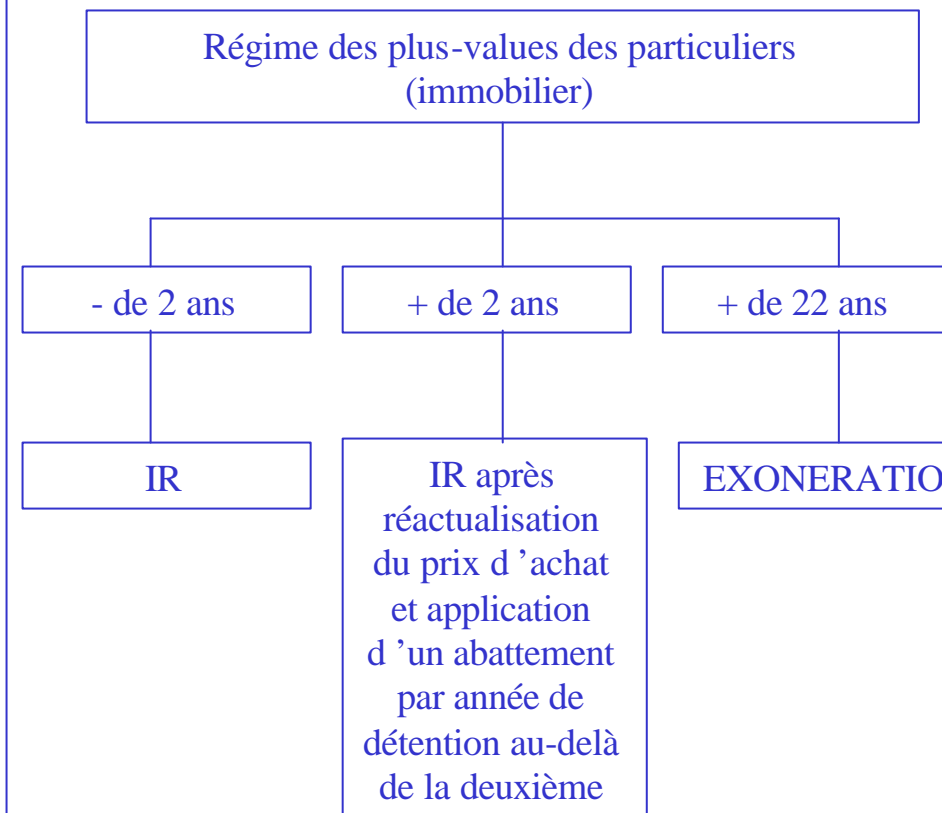 Régime des plus-values des particuliers
(immobilier)
- de 2 ans
+ de 2 ans
+ de 22 ans
IR
IR après
réactualisation
du prix d ’achat
et application
d ’un abattement
par année de
détention au-delà
de la deuxième
EXONERATIO